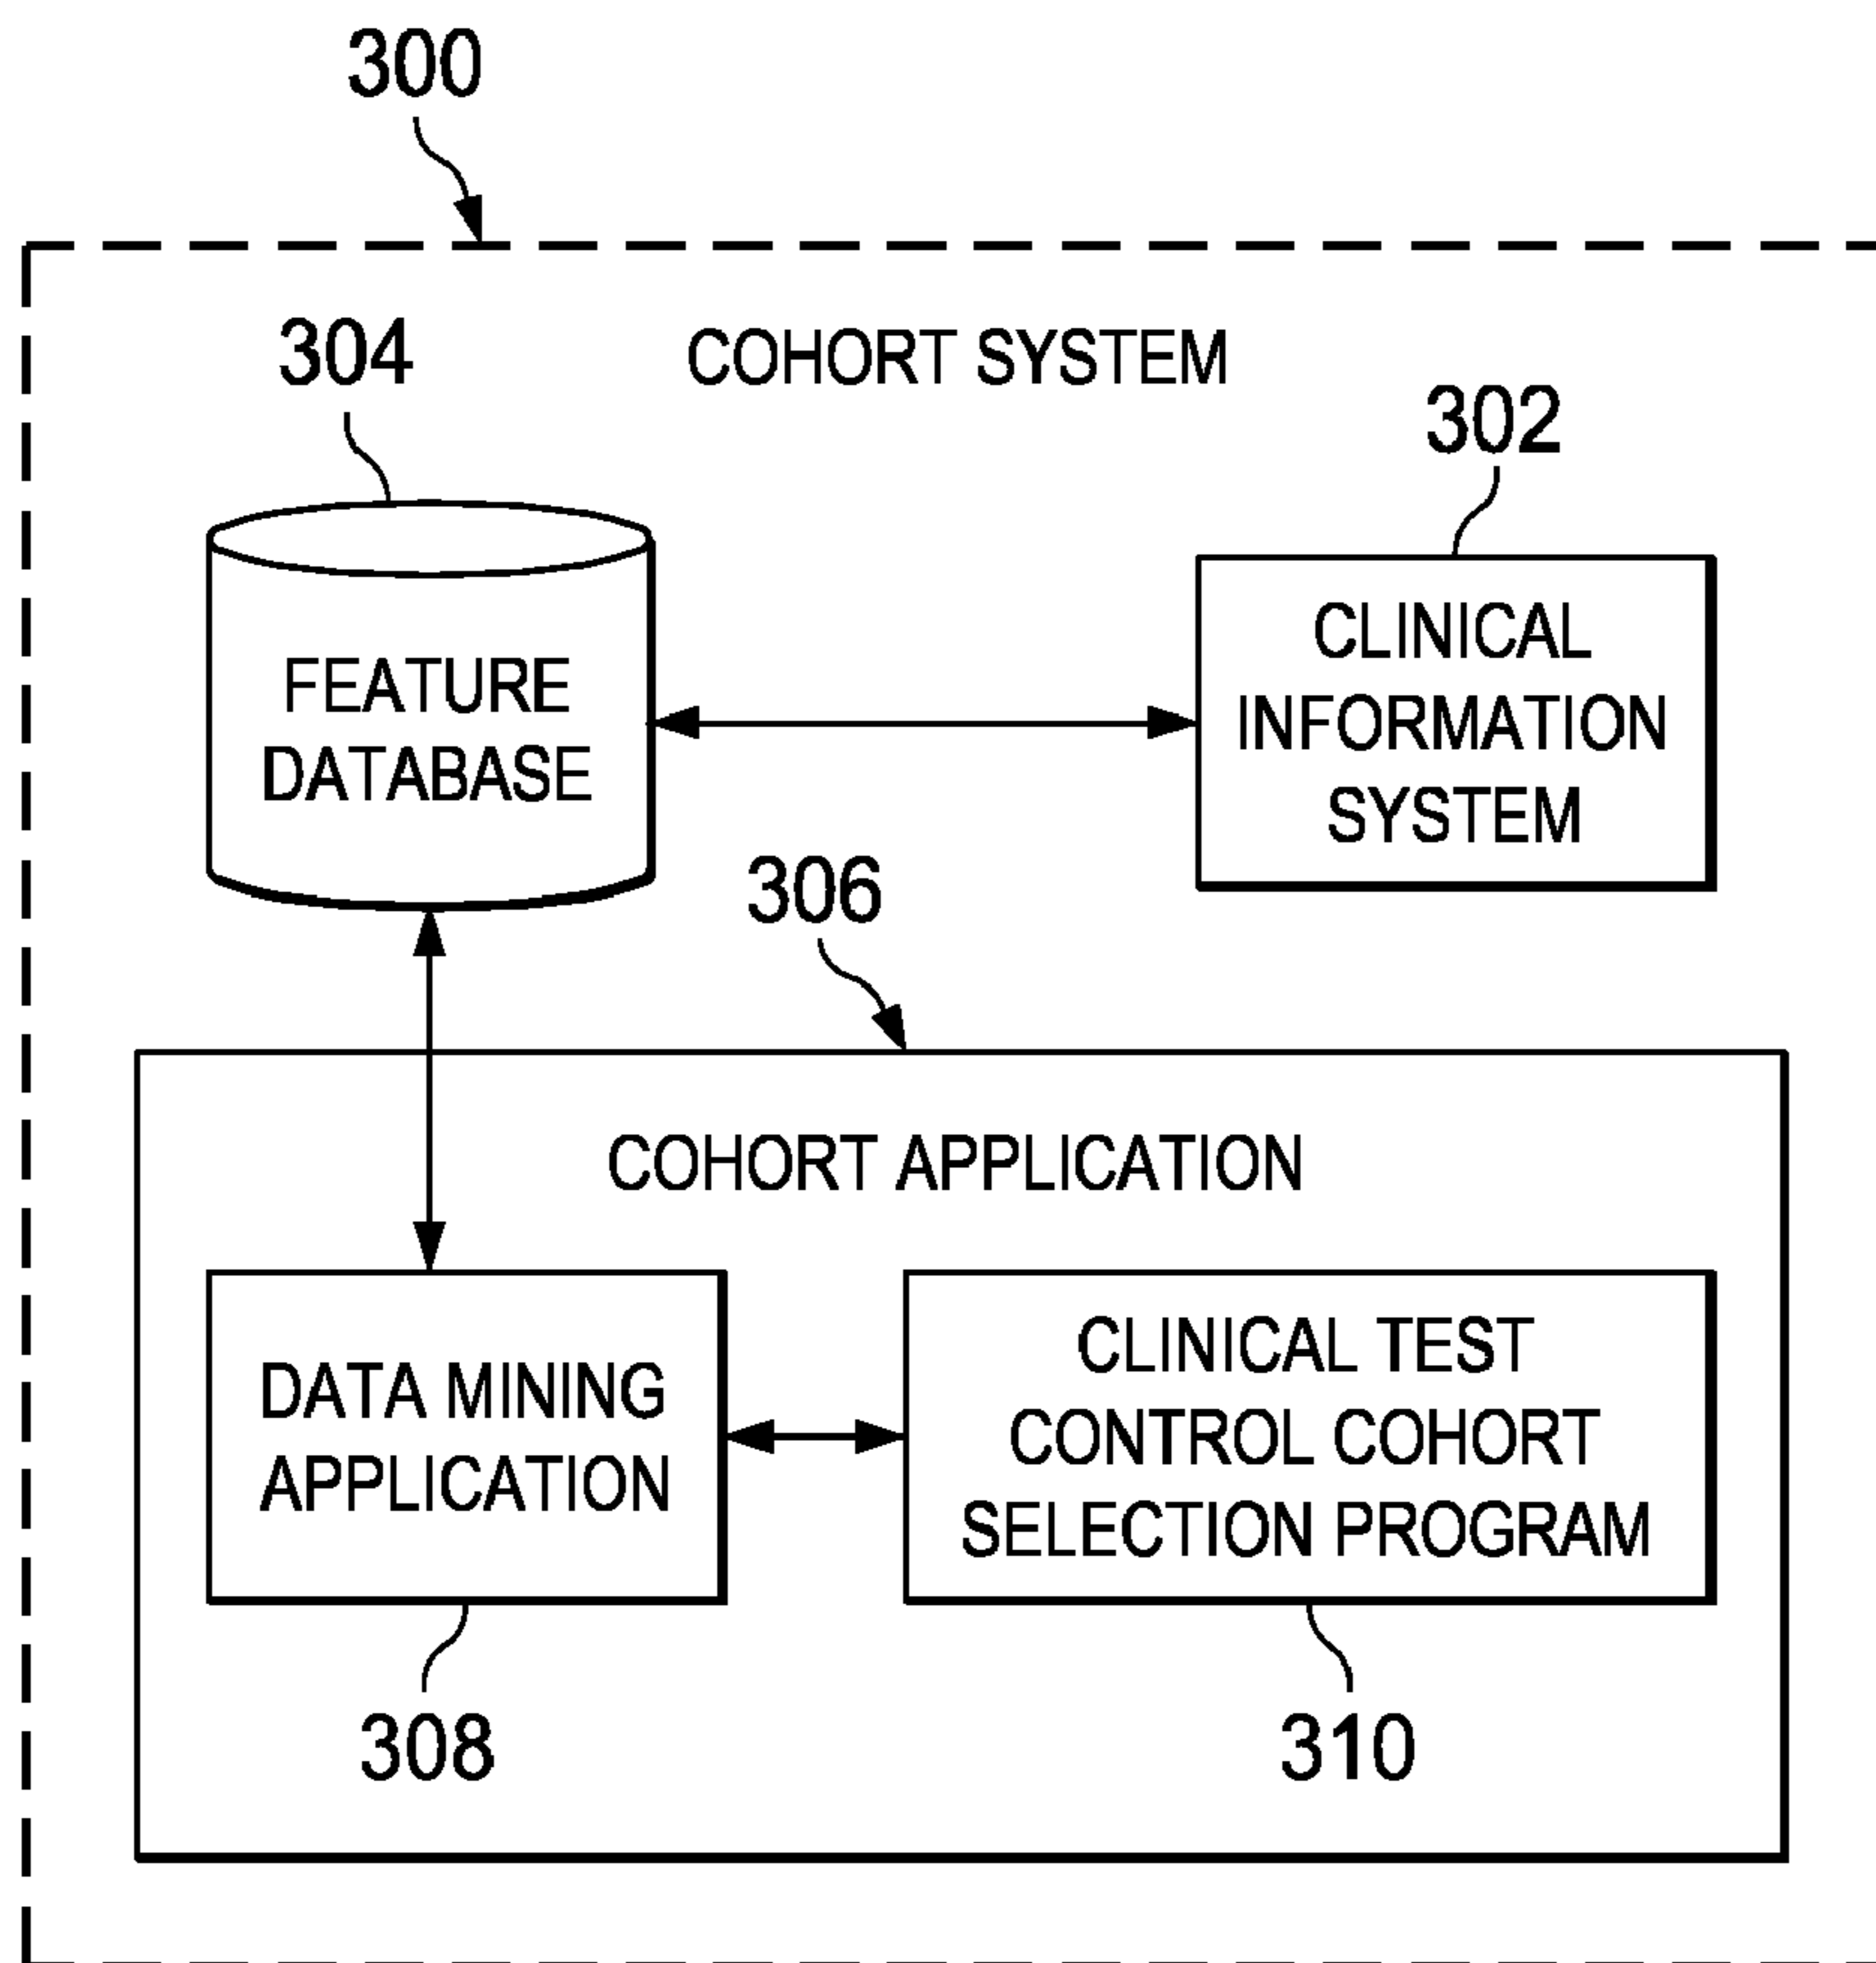 300
304
COHORT SYSTEM
302
FEATURE
DATABASE
CLINICAL
INFORMATION
SYSTEM
306
COHORT APPLICATION
DATA MINING
APPLICATION
CLINICAL TEST
CONTROL COHORT
SELECTION PROGRAM
308
310